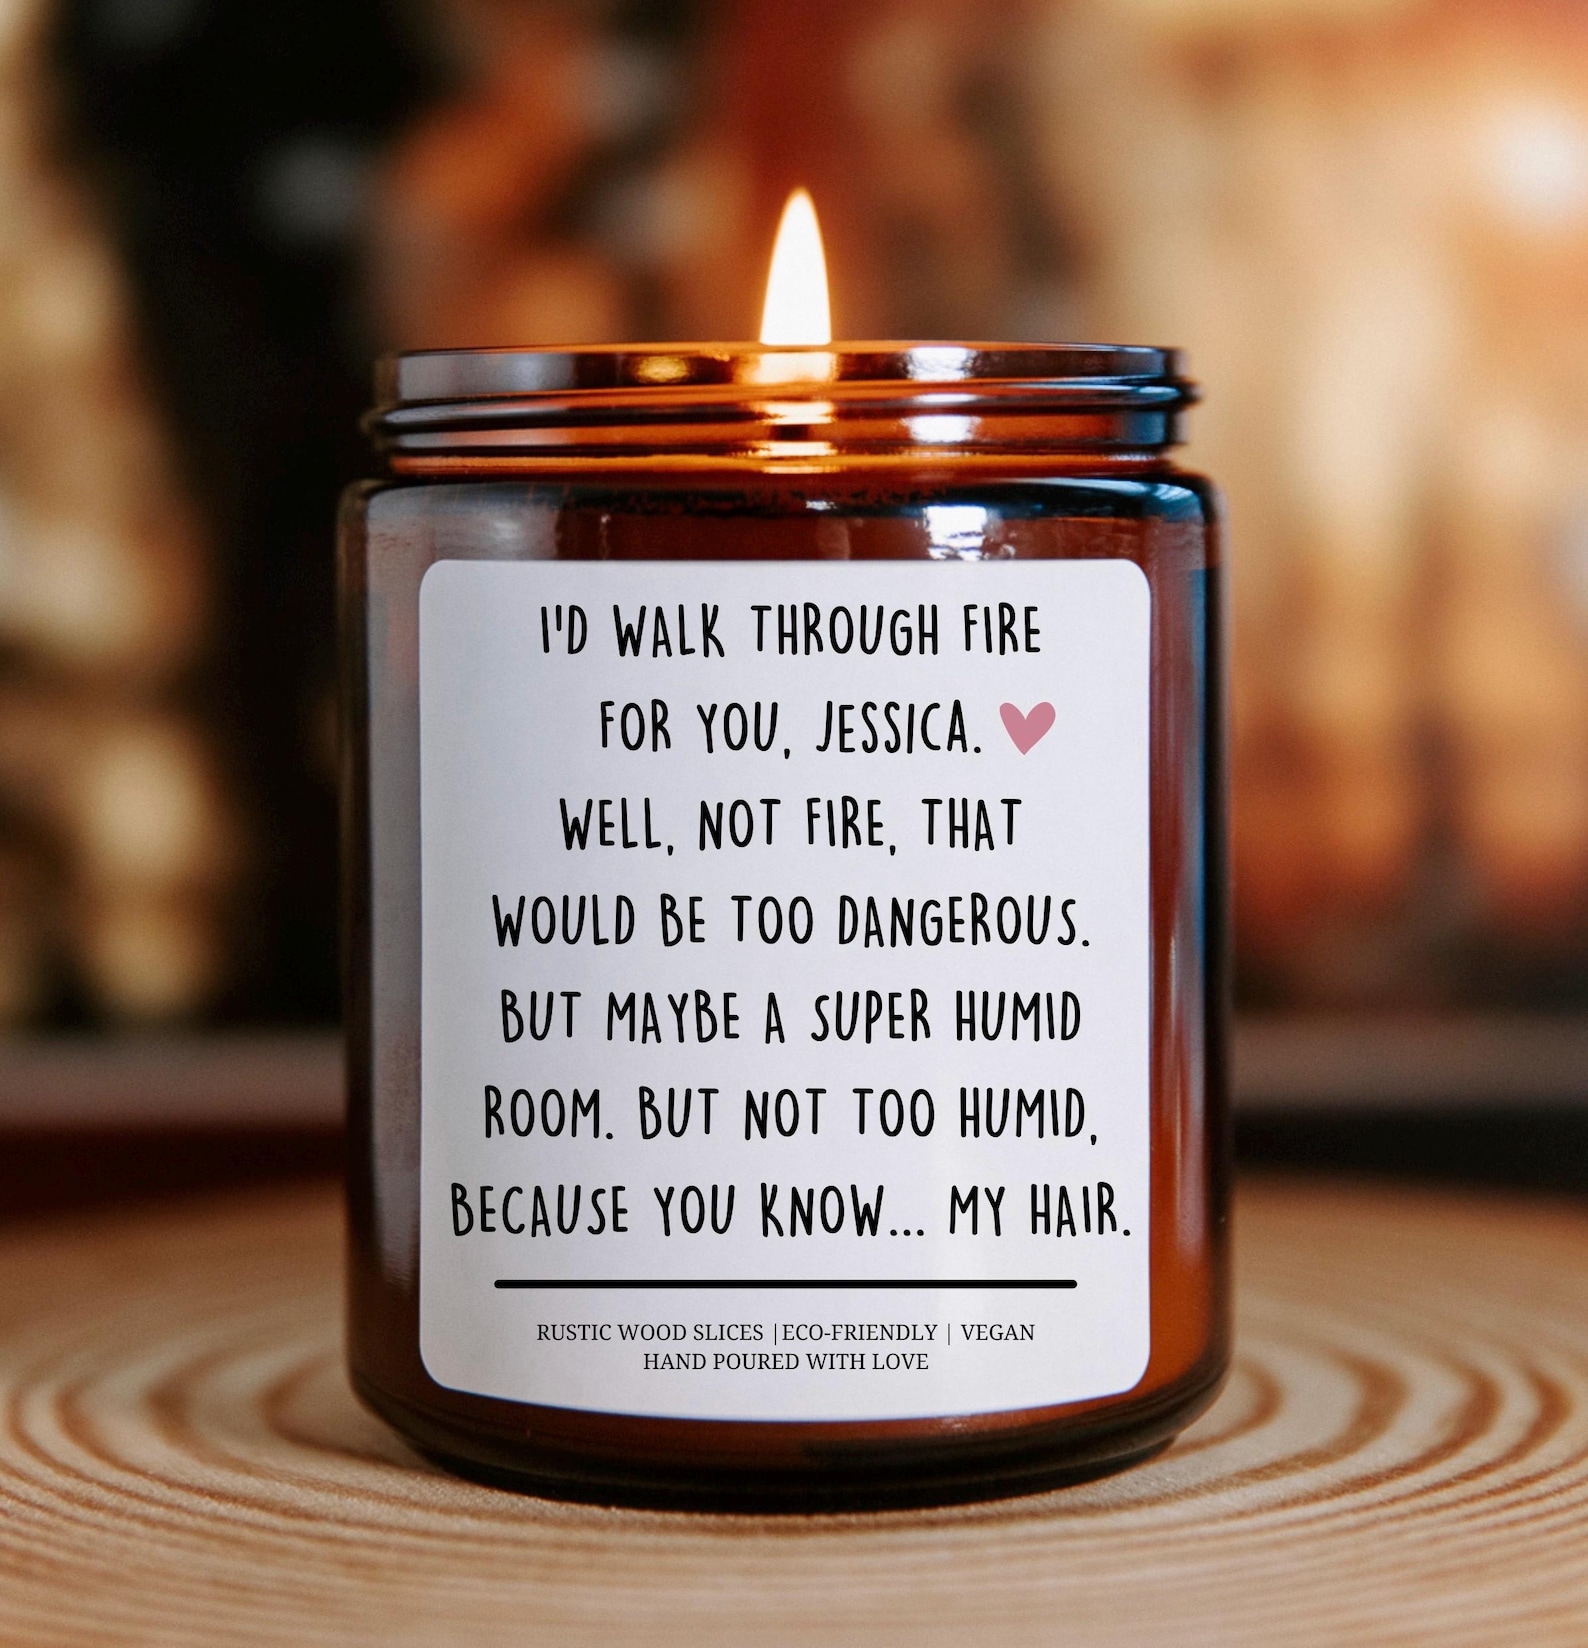 I'D WALK THROUGH FIRE
FOR YOU, JESSICA.
WELL, NOT FIRE, THAT
WOULD BE TOO DANGEROUS.
BUT MAYBE A SUPER HUMID
ROOM. BUT NOT TOO HUMID,
BECAUSE YOU KNOW... MY HAIR.
RUSTIC WOOD SLICES |ECO-FRIENDLY | VEGAN
HAND POURED WITH LOVE